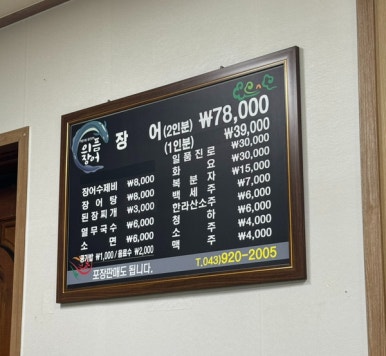 의름
장어
장 어(2인분) ₩78,000
(1인분) ₩39,000
일품진로 ₩30,000
화 요 ₩30,000
복 분 자 ₩15,000
백 세 주 ₩7,000
한라산소주 ₩6,000
청 하 ₩6,000
소 주 ₩4,000
맥 주 ₩4,000
장어수제비 ₩8,000
장 어 탕 ₩8,000
된 장 찌 개 ₩3,000
열 무 국 수 ₩6,000
소 면 ₩6,000
공기밥 ₩1,000 / 음료수 ₩2,000
포장판매도 됩니다.
T.043)920-2005